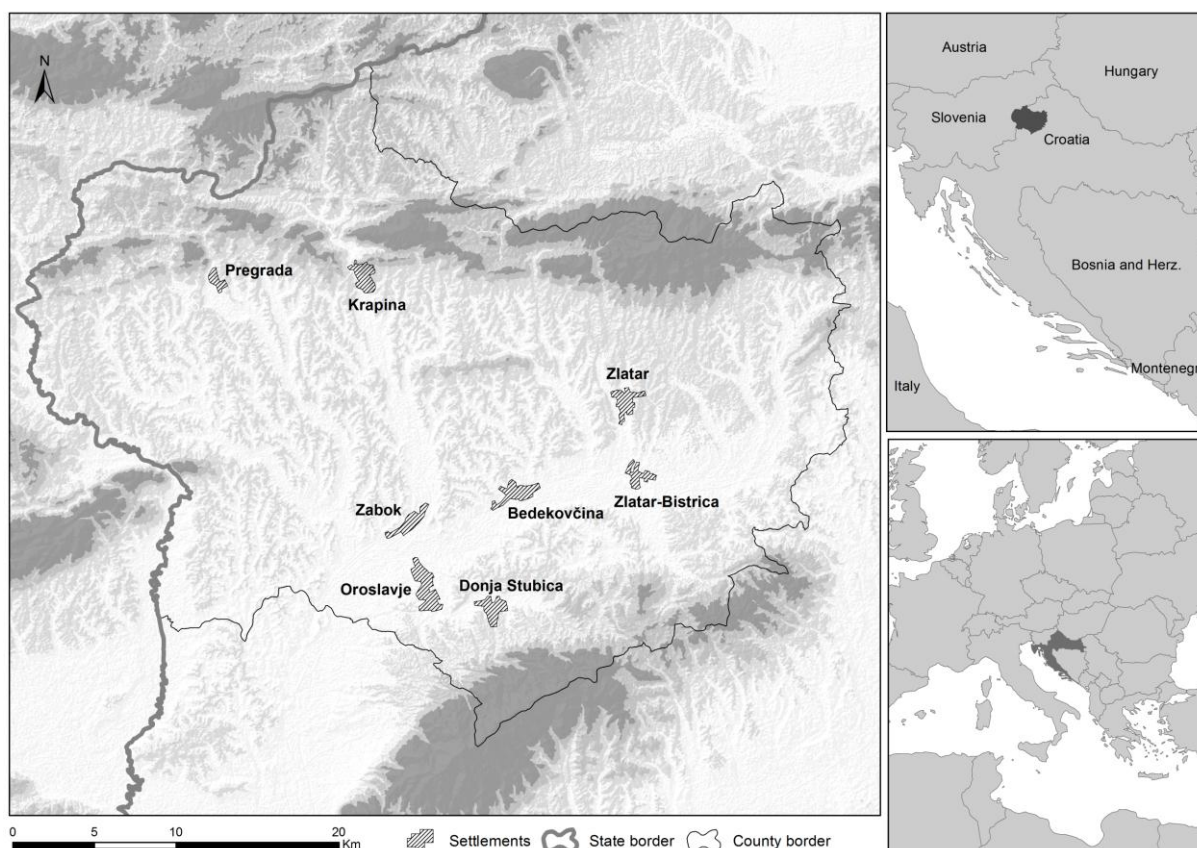 N
Pregrada
Krapina
Zlatar
Zlatar-Bistrica
Bedekovčina
Zabok
Oroslavje
Donja Stubica
0 5 10 20
Km
Settlements State border County border
Austria
Hungary
Slovenia
Croatia
Bosnia and Herz.
Montenegr
Italy